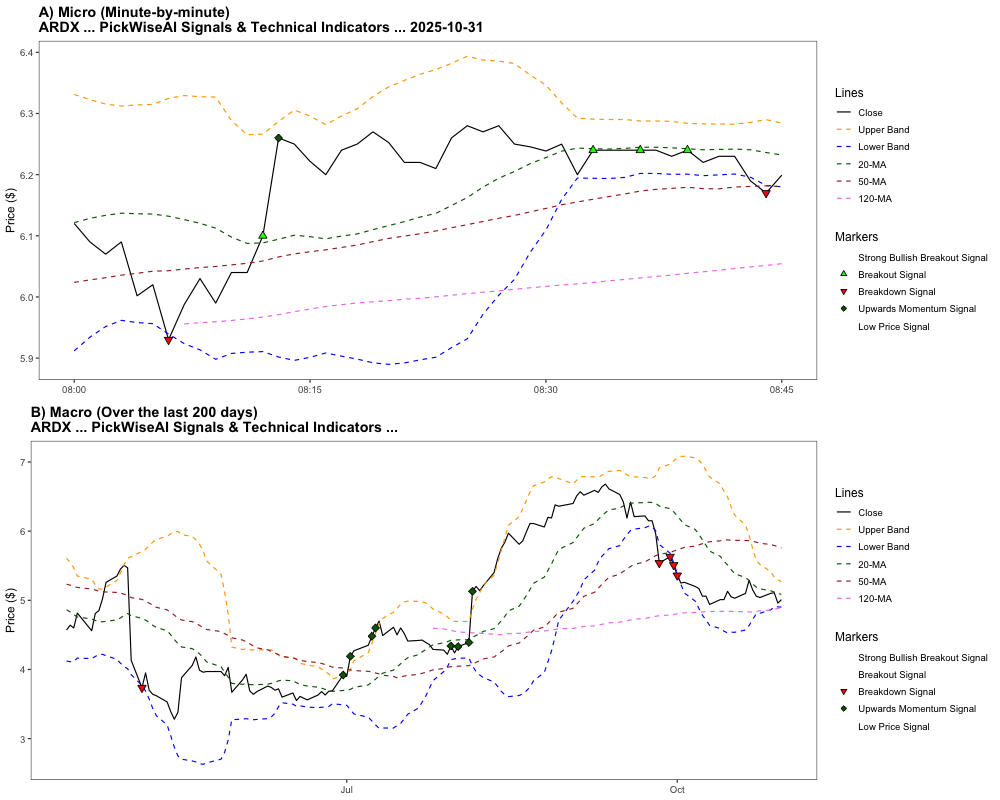 A) Micro (Minute-by-minute)
ARDX ... PickWiseAI Signals & Technical Indicators ... 2025-10-31
Price ($)
6.4
6.3
6.2
6.1
6.0
5.9
08:00
08:15
08:30
08:45
Lines
Close
Upper Band
Lower Band
20-MA
50-MA
120-MA
Markers
Strong Bullish Breakout Signal
Breakout Signal
Breakdown Signal
Upwards Momentum Signal
Low Price Signal
B) Macro (Over the last 200 days)
ARDX ... PickWiseAI Signals & Technical Indicators ...
Price ($)
7
6
5
4
3
Jul
Oct
Lines
Close
Upper Band
Lower Band
20-MA
50-MA
120-MA
Markers
Strong Bullish Breakout Signal
Breakout Signal
Breakdown Signal
Upwards Momentum Signal
Low Price Signal